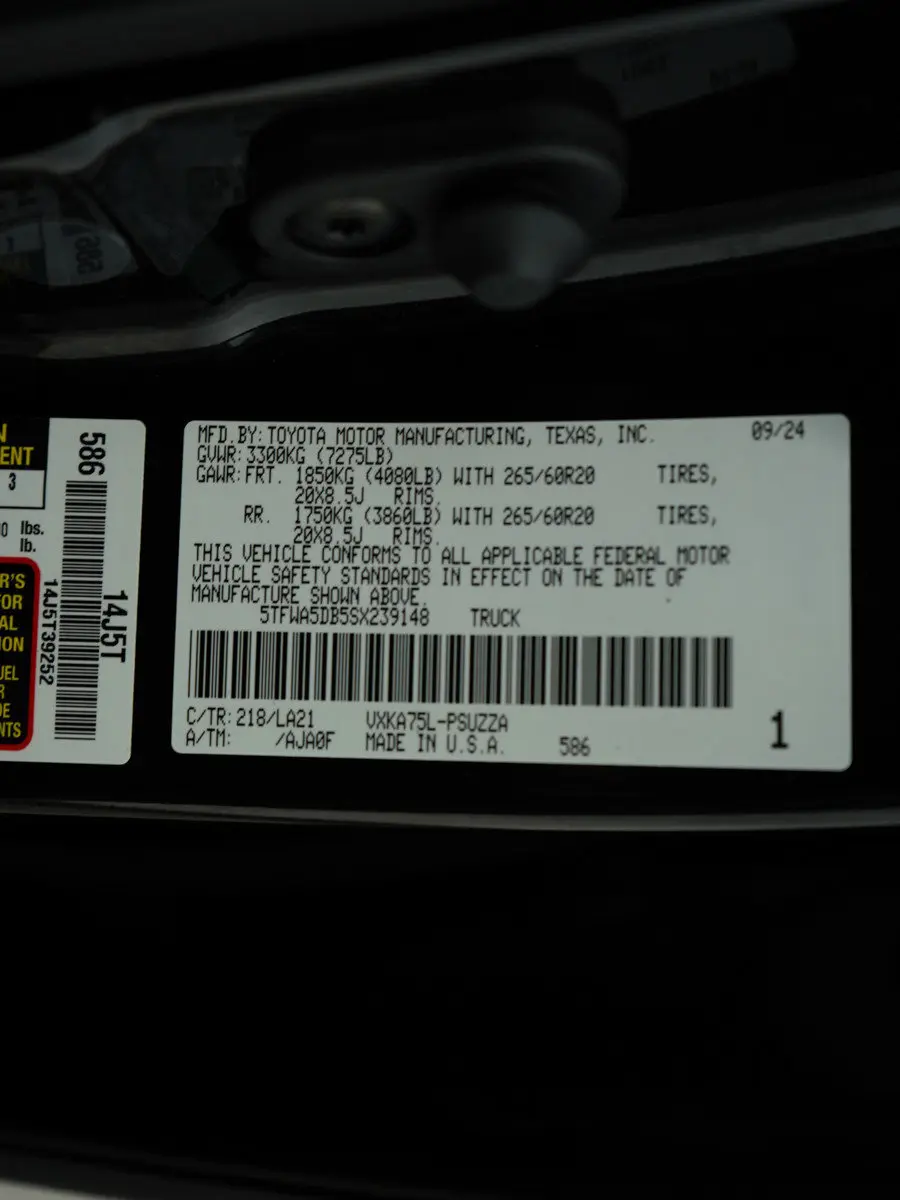 MFD.BY: TOYOTA MOTOR MANUFACTURING, TEXAS, INC. 09/24
GVWR: 3300KG (7275LB)
GAWR: FRT. 1850KG (4080LB) WITH 265/60R20 TIRES,
20X8.5J RIMS.
RR. 1750KG (3860LB) WITH 265/60R20 TIRES,
20X8.5J RIMS.
THIS VEHICLE CONFORMS TO ALL APPLICABLE FEDERAL MOTOR
VEHICLE SAFETY STANDARDS IN EFFECT ON THE DATE OF
MANUFACTURE SHOWN ABOVE.
5TFWA5DB5SX239148 TRUCK
C/TR: 218/LA21 VXKA75L-PSUZZA
A/TM: /AJA0F MADE IN U.S.A. 586
1
586
14J5T
14J5T39252
3
lbs.
lb.